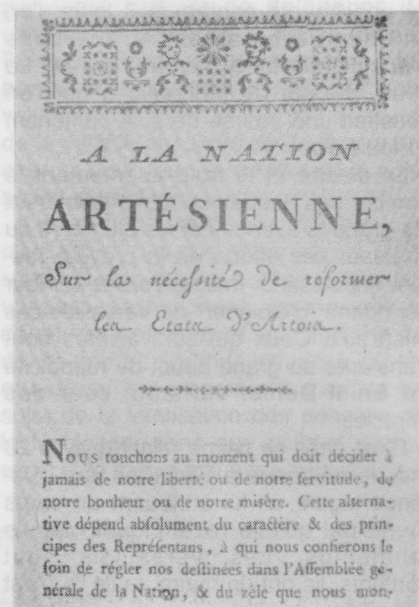 A LA NATION
ARTÉSIENNE,
Sur la nécessité de reformer
les Etats d'Artois.
Nous touchons au moment qui doit décider à
jamais de notre liberté ou de notre ſervitude, de
notre bonheur ou de notre misère. Cette alterna-
tive dépend abſolument du caractère & des prin-
cipes des Repréſentans, à qui nous confierons le
ſoin de régler nos deſtinées dans l'Aſſemblée gé-
nérale de la Nation, & du zèle que nous mon-